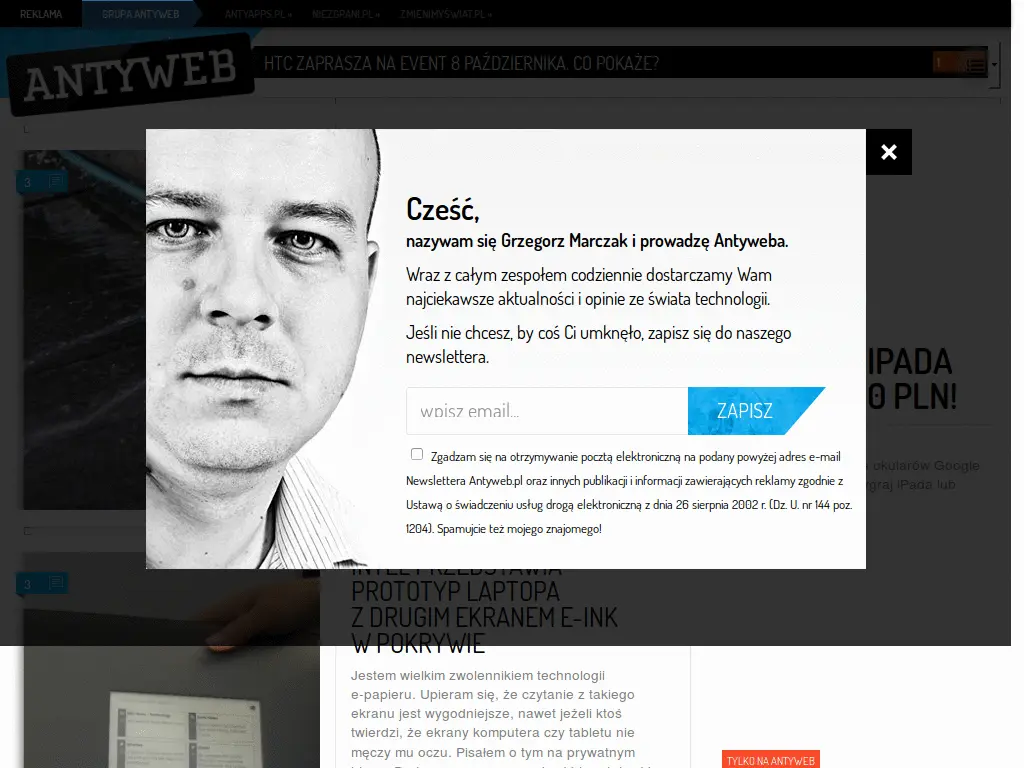 REKLAMA
GRUPA ANTYWEB
ANTYAPPS.PL
NIEZGRANI.PL
ZMIENIMYŚWIAT.PL
ANTYWEB
HTC ZAPRASZA NA EVENT 8 PAŹDZIERNIKA. CO POKAŻE?
1
3
Cześć,
nazywam się Grzegorz Marczak i prowadzę Antyweba.
Wraz z całym zespołem codziennie dostarczamy Wam
najciekawsze aktualności i opinie ze świata technologii.
Jeśli nie chcesz, by coś Ci umknęło, zapisz się do naszego
newslettera.
wpisz email...
ZAPISZ
Zgadzam się na otrzymywanie pocztą elektroniczną na podany powyżej adres e-mail
Newslettera Antyweb.pl oraz innych publikacji i informacji zawierających reklamy zgodnie z
Ustawą o świadczeniu usług drogą elektroniczną z dnia 26 sierpnia 2002 r. (Dz. U. nr 144 poz.
1204). Spamujcie też mojego znajomego!
IPADA
0 PLN!
okularów Google
graj iPada lub
3
INTEL PRZEDSTAWIA
PROTOTYP LAPTOPA
Z DRUGIM EKRANEM E-INK
W POKRYWIE
Jestem wielkim zwolennikiem technologii
e-papieru. Upieram się, że czytanie z takiego
ekranu jest wygodniejsze, nawet jeżeli ktoś
twierdzi, że ekrany komputera czy tabletu nie
męczy mu oczu. Pisałem o tym na prywatnym
TYLKO NA ANTYWEB